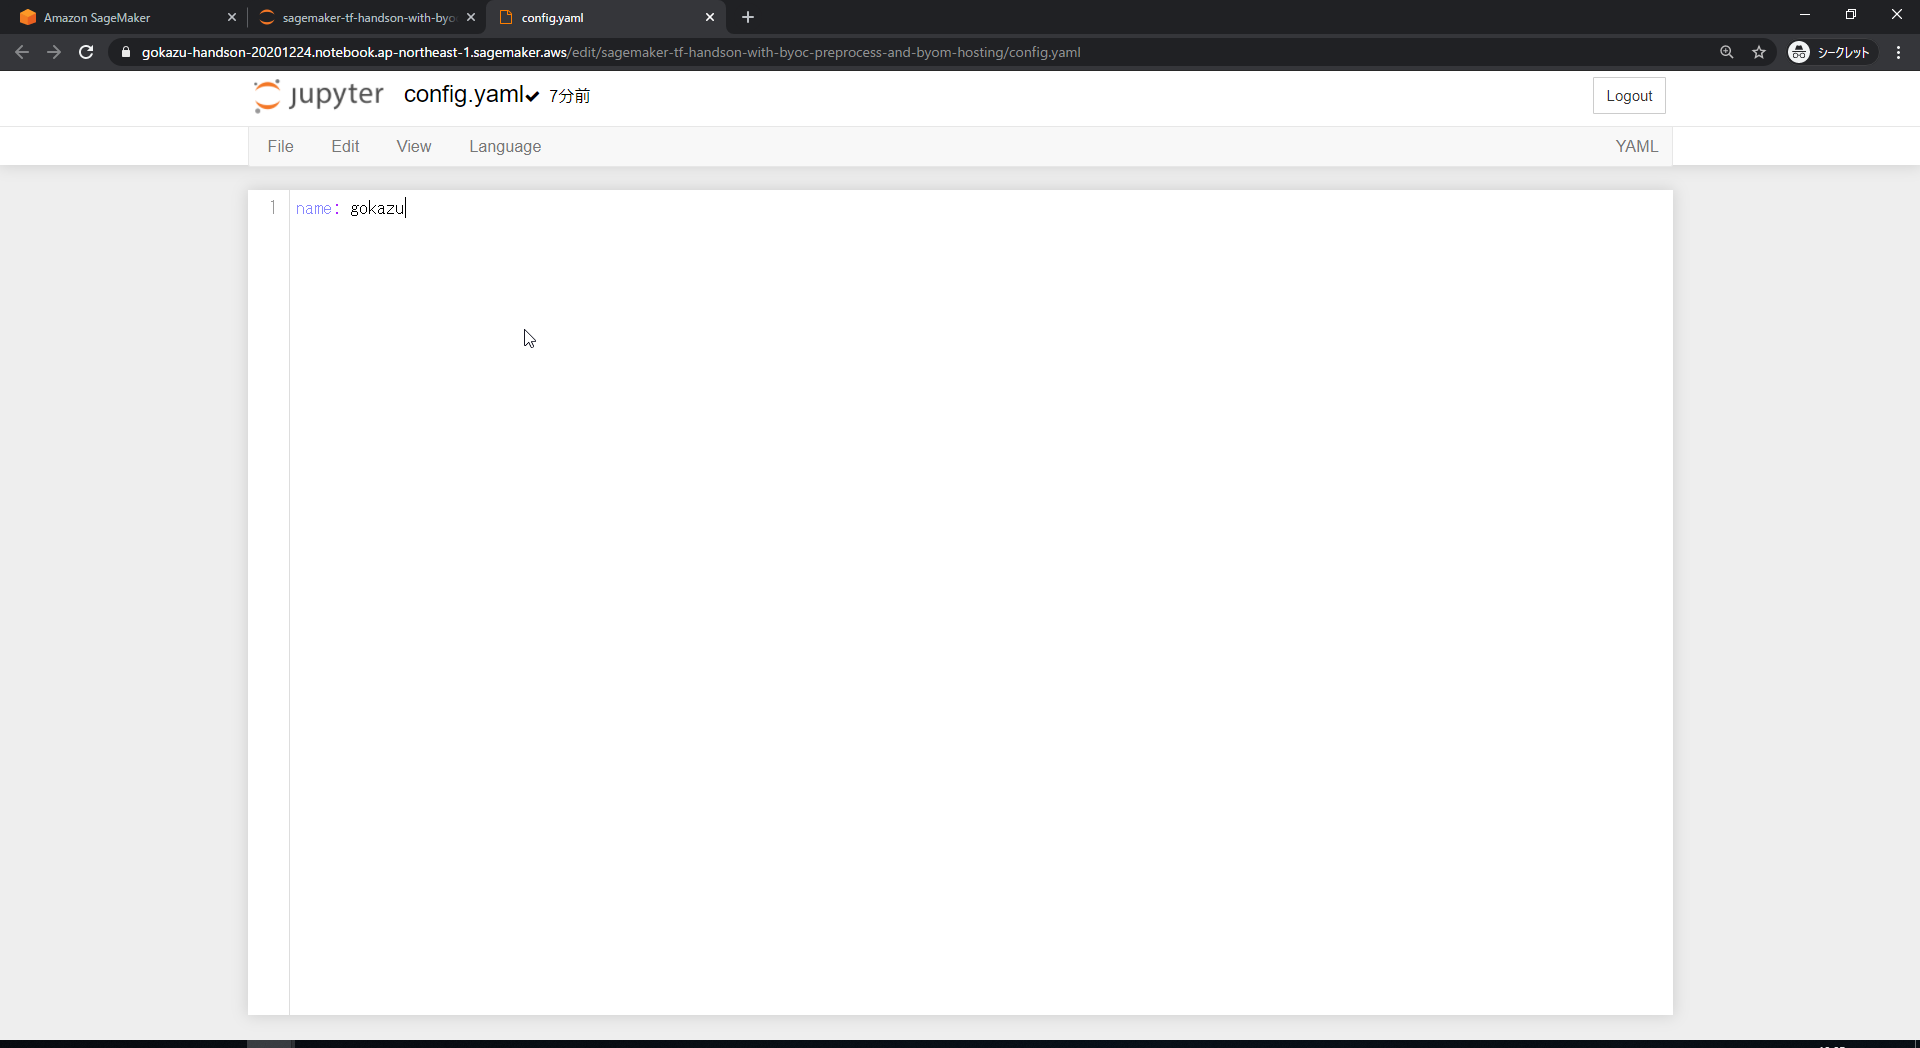 Amazon SageMaker
sagemaker-tf-handson-with-byo
config.yaml
gokazu-handson-20201224.notebook.ap-northeast-1.sagemaker.aws/edit/sagemaker-tf-handson-with-byoc-preprocess-and-byom-hosting/config.yaml
シークレット
jupyter config.yaml 7分前
Logout
File Edit View Language
YAML
1 name: gokazu